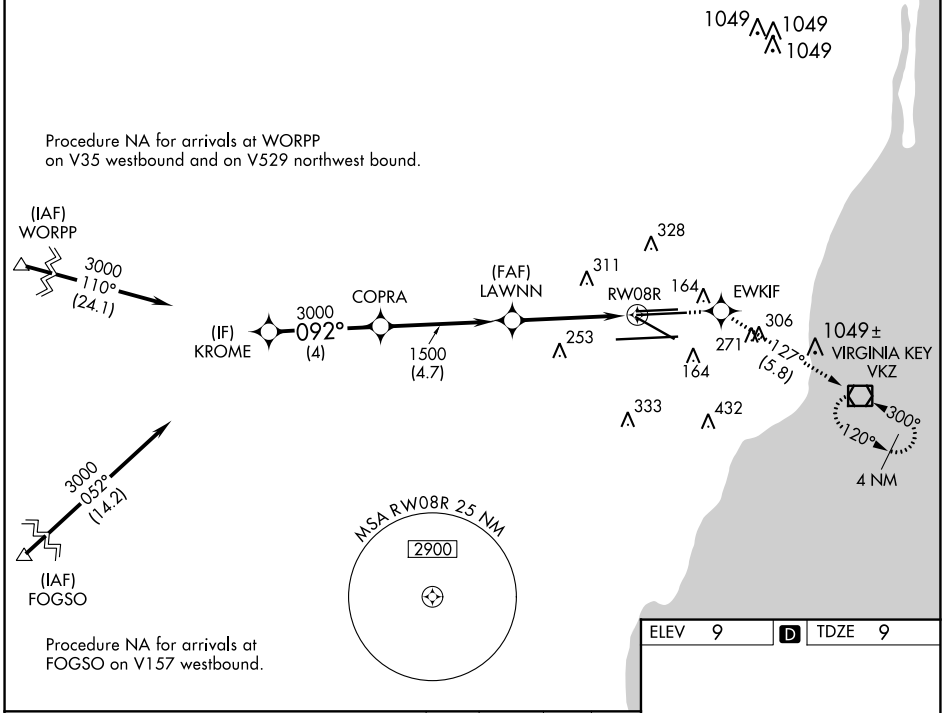 1049
1049
1049
Procedure NA for arrivals at WORPP
on V35 westbound and on V529 northwest bound.
(IAF)
WORPP
3000
110°
(24.1)
(IF)
KROME
3000
092°
(4)
COPRA
1500
(4.7)
(FAF)
LAWNN
311
328
253
RW08R
164
EWKIF
306
271
164
127°
(5.8)
1049 ±
VIRGINIA KEY
VKZ
300°
120°
4 NM
333
432
3000
052°
(14.2)
(IAF)
FOGSO
MSA RW08R 25 NM
2900
Procedure NA for arrivals at
FOGSO on V157 westbound.
ELEV 9 D TDZE 9